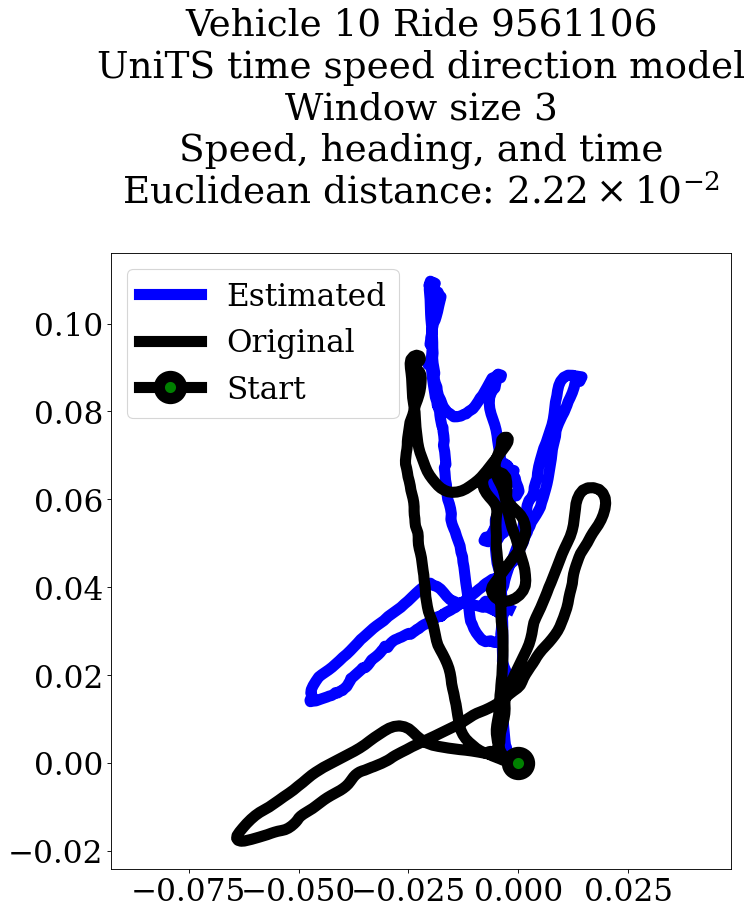 Vehicle 10 Ride 9561106
UniTS time speed direction model
Window size 3
Speed, heading, and time
Euclidean distance: 2.22 × 10⁻²
Estimated
Original
Start
0.10
0.08
0.06
0.04
0.02
0.00
−0.02
−0.075 −0.050 −0.025 0.000 0.025